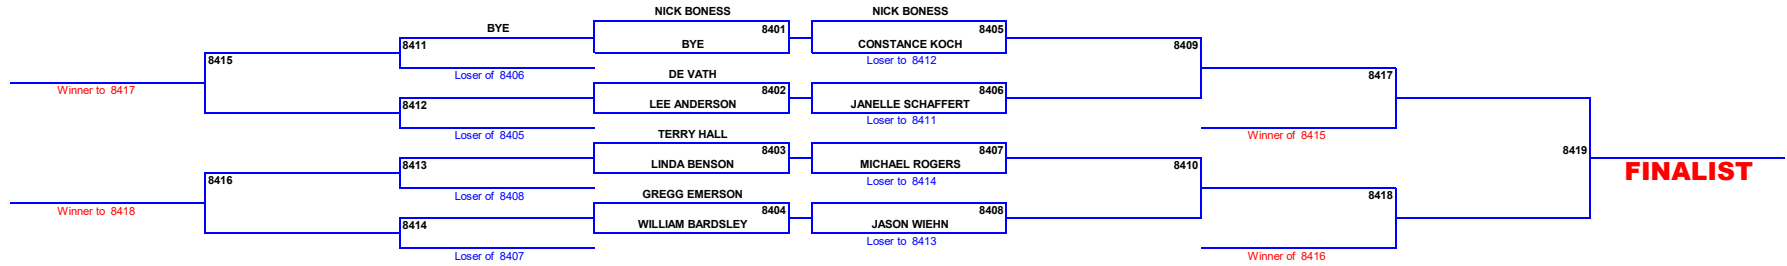 NICK BONESS
NICK BONESS
BYE
8401
8405
8411
BYE
CONSTANCE KOCH
8409
8415
Loser to 8412
Loser of 8406
DE VATH
8417
Winner to 8417
8402
8406
8412
LEE ANDERSON
JANELLE SCHAFFERT
Loser to 8411
Loser of 8405
TERRY HALL
Winner of 8415
8403
8407
8419
8413
LINDA BENSON
MICHAEL ROGERS
8410
FINALIST
8416
Loser to 8414
Loser of 8408
GREGG EMERSON
8418
Winner to 8418
8404
8408
8414
WILLIAM BARDSLEY
JASON WIEHN
Loser to 8413
Loser of 8407
Winner of 8416